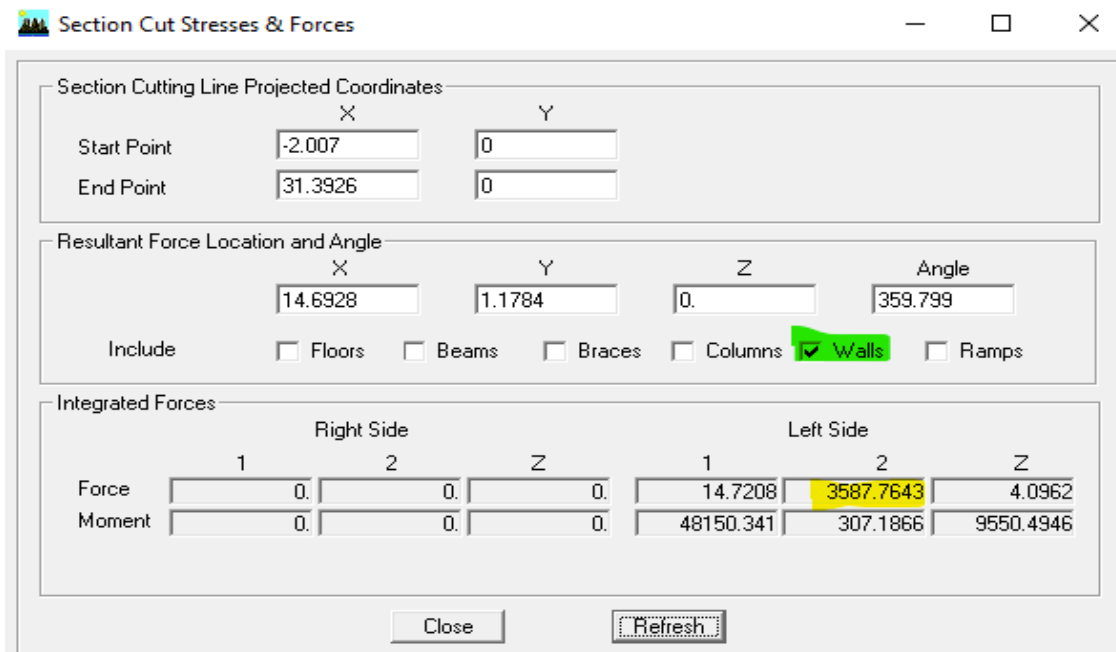 Section Cut Stresses & Forces
Section Cutting Line Projected Coordinates
X Y
Start Point -2.007 0
End Point 31.3926 0
Resultant Force Location and Angle
X Y Z Angle
14.6928 1.1784 0. 359.799
Include Floors Beams Braces Columns Walls Ramps
Integrated Forces
Right Side Left Side
1 2 Z 1 2 Z
Force 0. 0. 0. 14.7208 3587.7643 4.0962
Moment 0. 0. 0. 48150.341 307.1866 9550.4946
Close Refresh